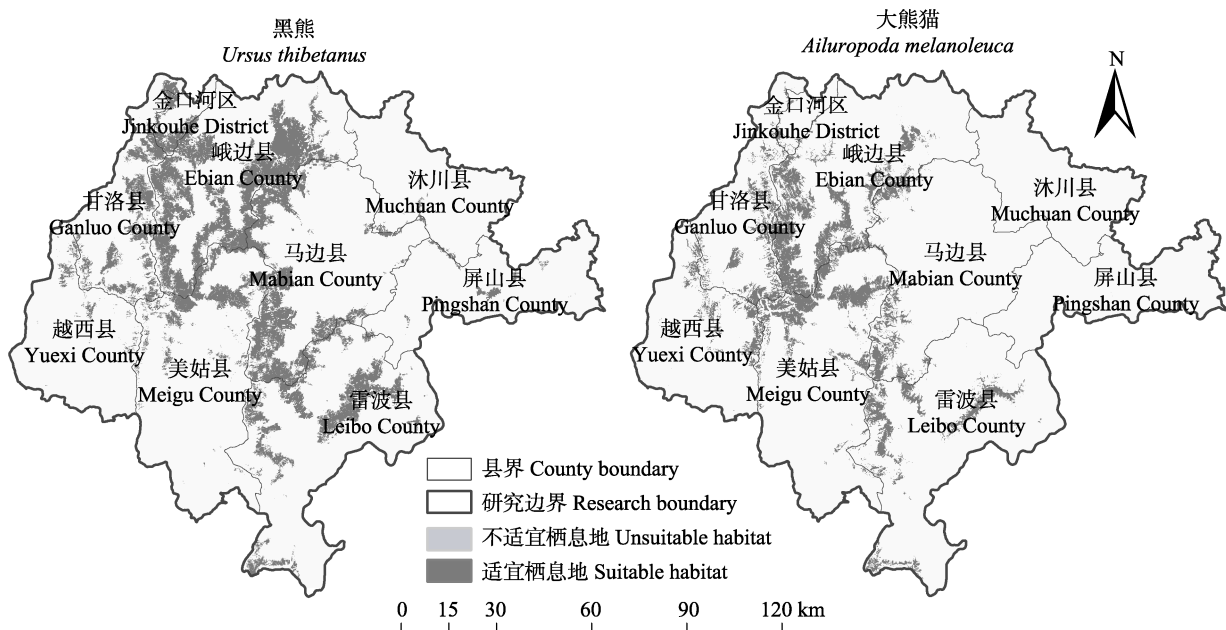 黑熊
Ursus thibetanus
金口河区
Jinkouhe District
峨边县
Ebian County
甘洛县
Ganluo County
沐川县
Muchuan County
马边县
Mabian County
屏山县
Pingshan County
越西县
Yuexi County
美姑县
Meigu County
雷波县
Leibo County
大熊猫
Ailuropoda melanoleuca
N
金口河区
Jinkouhe District
峨边县
Ebian County
甘洛县
Ganluo County
沐川县
Muchuan County
马边县
Mabian County
屏山县
Pingshan County
越西县
Yuexi County
美姑县
Meigu County
雷波县
Leibo County
县界 County boundary
研究边界 Research boundary
不适宜栖息地 Unsuitable habitat
适宜栖息地 Suitable habitat
0 15 30 60 90 120 km